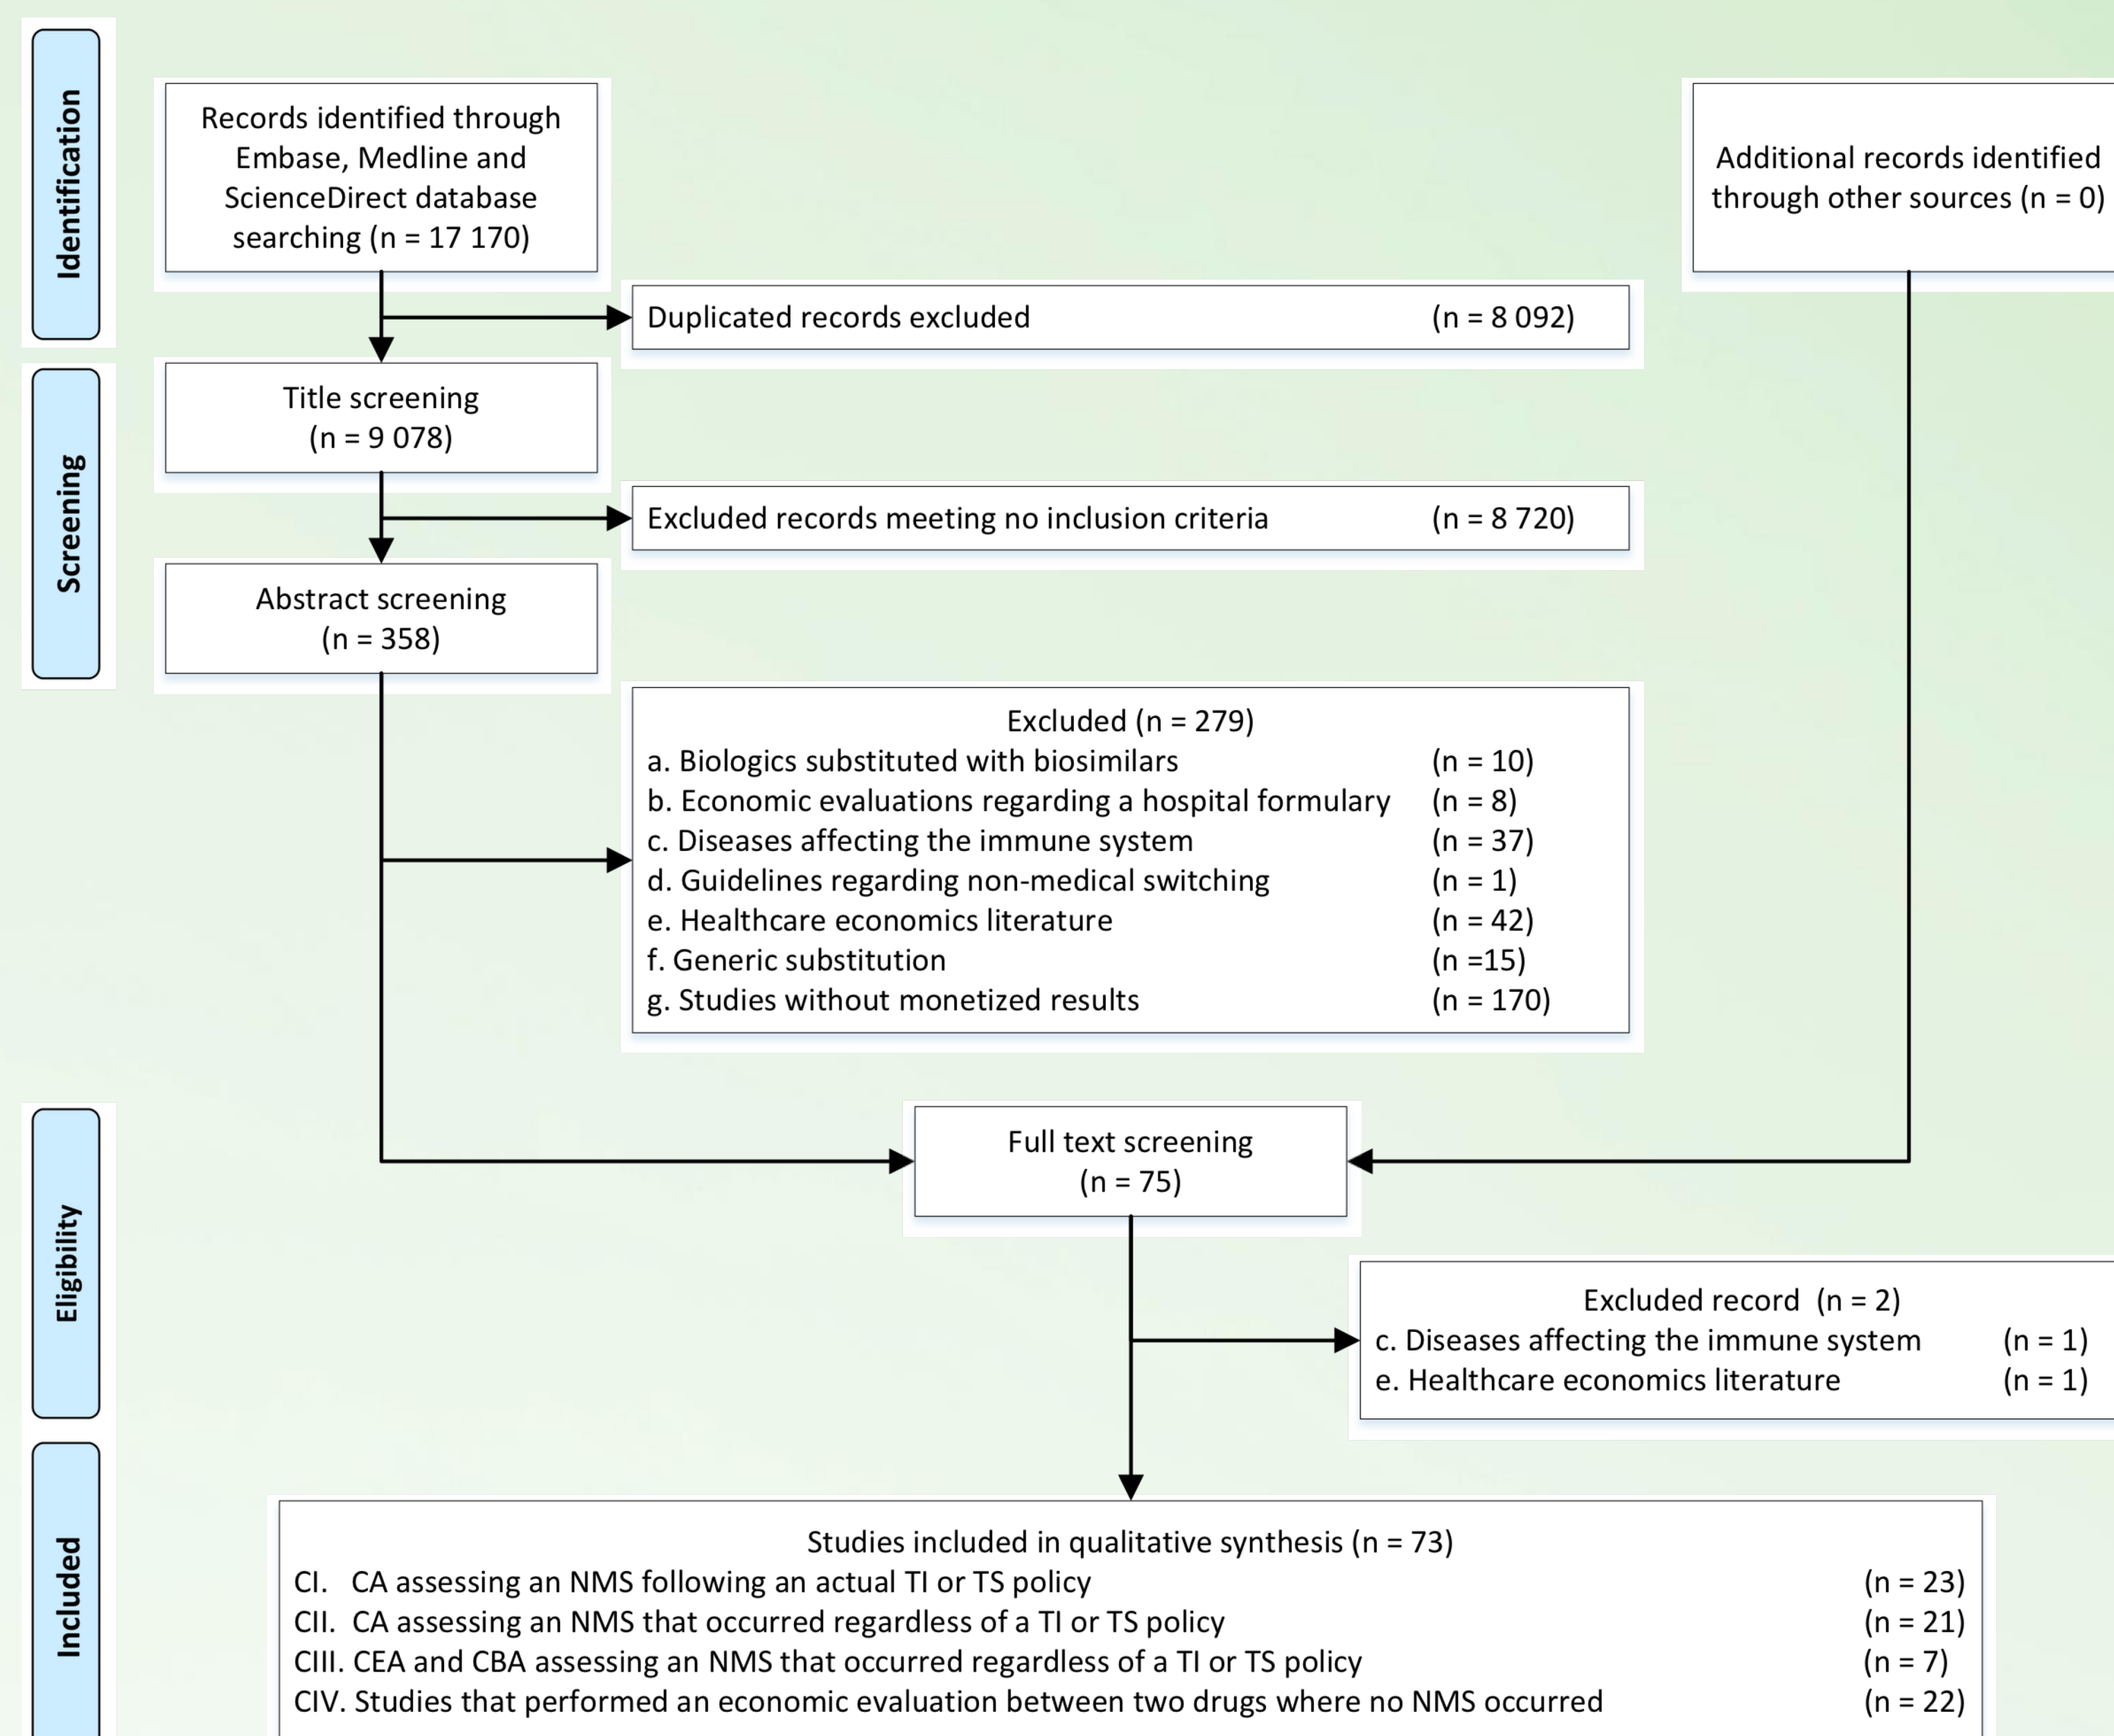 Identification
Records identified through
Embase, Medline and
ScienceDirect database
searching (n = 17 170)
Additional records identified
through other sources (n = 0)
Duplicated records excluded (n = 8 092)
Screening
Title screening
(n = 9 078)
Excluded records meeting no inclusion criteria (n = 8 720)
Abstract screening
(n = 358)
Excluded (n = 279)
a. Biologics substituted with biosimilars (n = 10)
b. Economic evaluations regarding a hospital formulary (n = 8)
c. Diseases affecting the immune system (n = 37)
d. Guidelines regarding non-medical switching (n = 1)
e. Healthcare economics literature (n = 42)
f. Generic substitution (n =15)
g. Studies without monetized results (n = 170)
Eligibility
Full text screening
(n = 75)
Excluded record (n = 2)
c. Diseases affecting the immune system (n = 1)
e. Healthcare economics literature (n = 1)
Included
Studies included in qualitative synthesis (n = 73)
CI. CA assessing an NMS following an actual TI or TS policy (n = 23)
CII. CA assessing an NMS that occurred regardless of a TI or TS policy (n = 21)
CIII. CEA and CBA assessing an NMS that occurred regardless of a TI or TS policy (n = 7)
CIV. Studies that performed an economic evaluation between two drugs where no NMS occurred (n = 22)